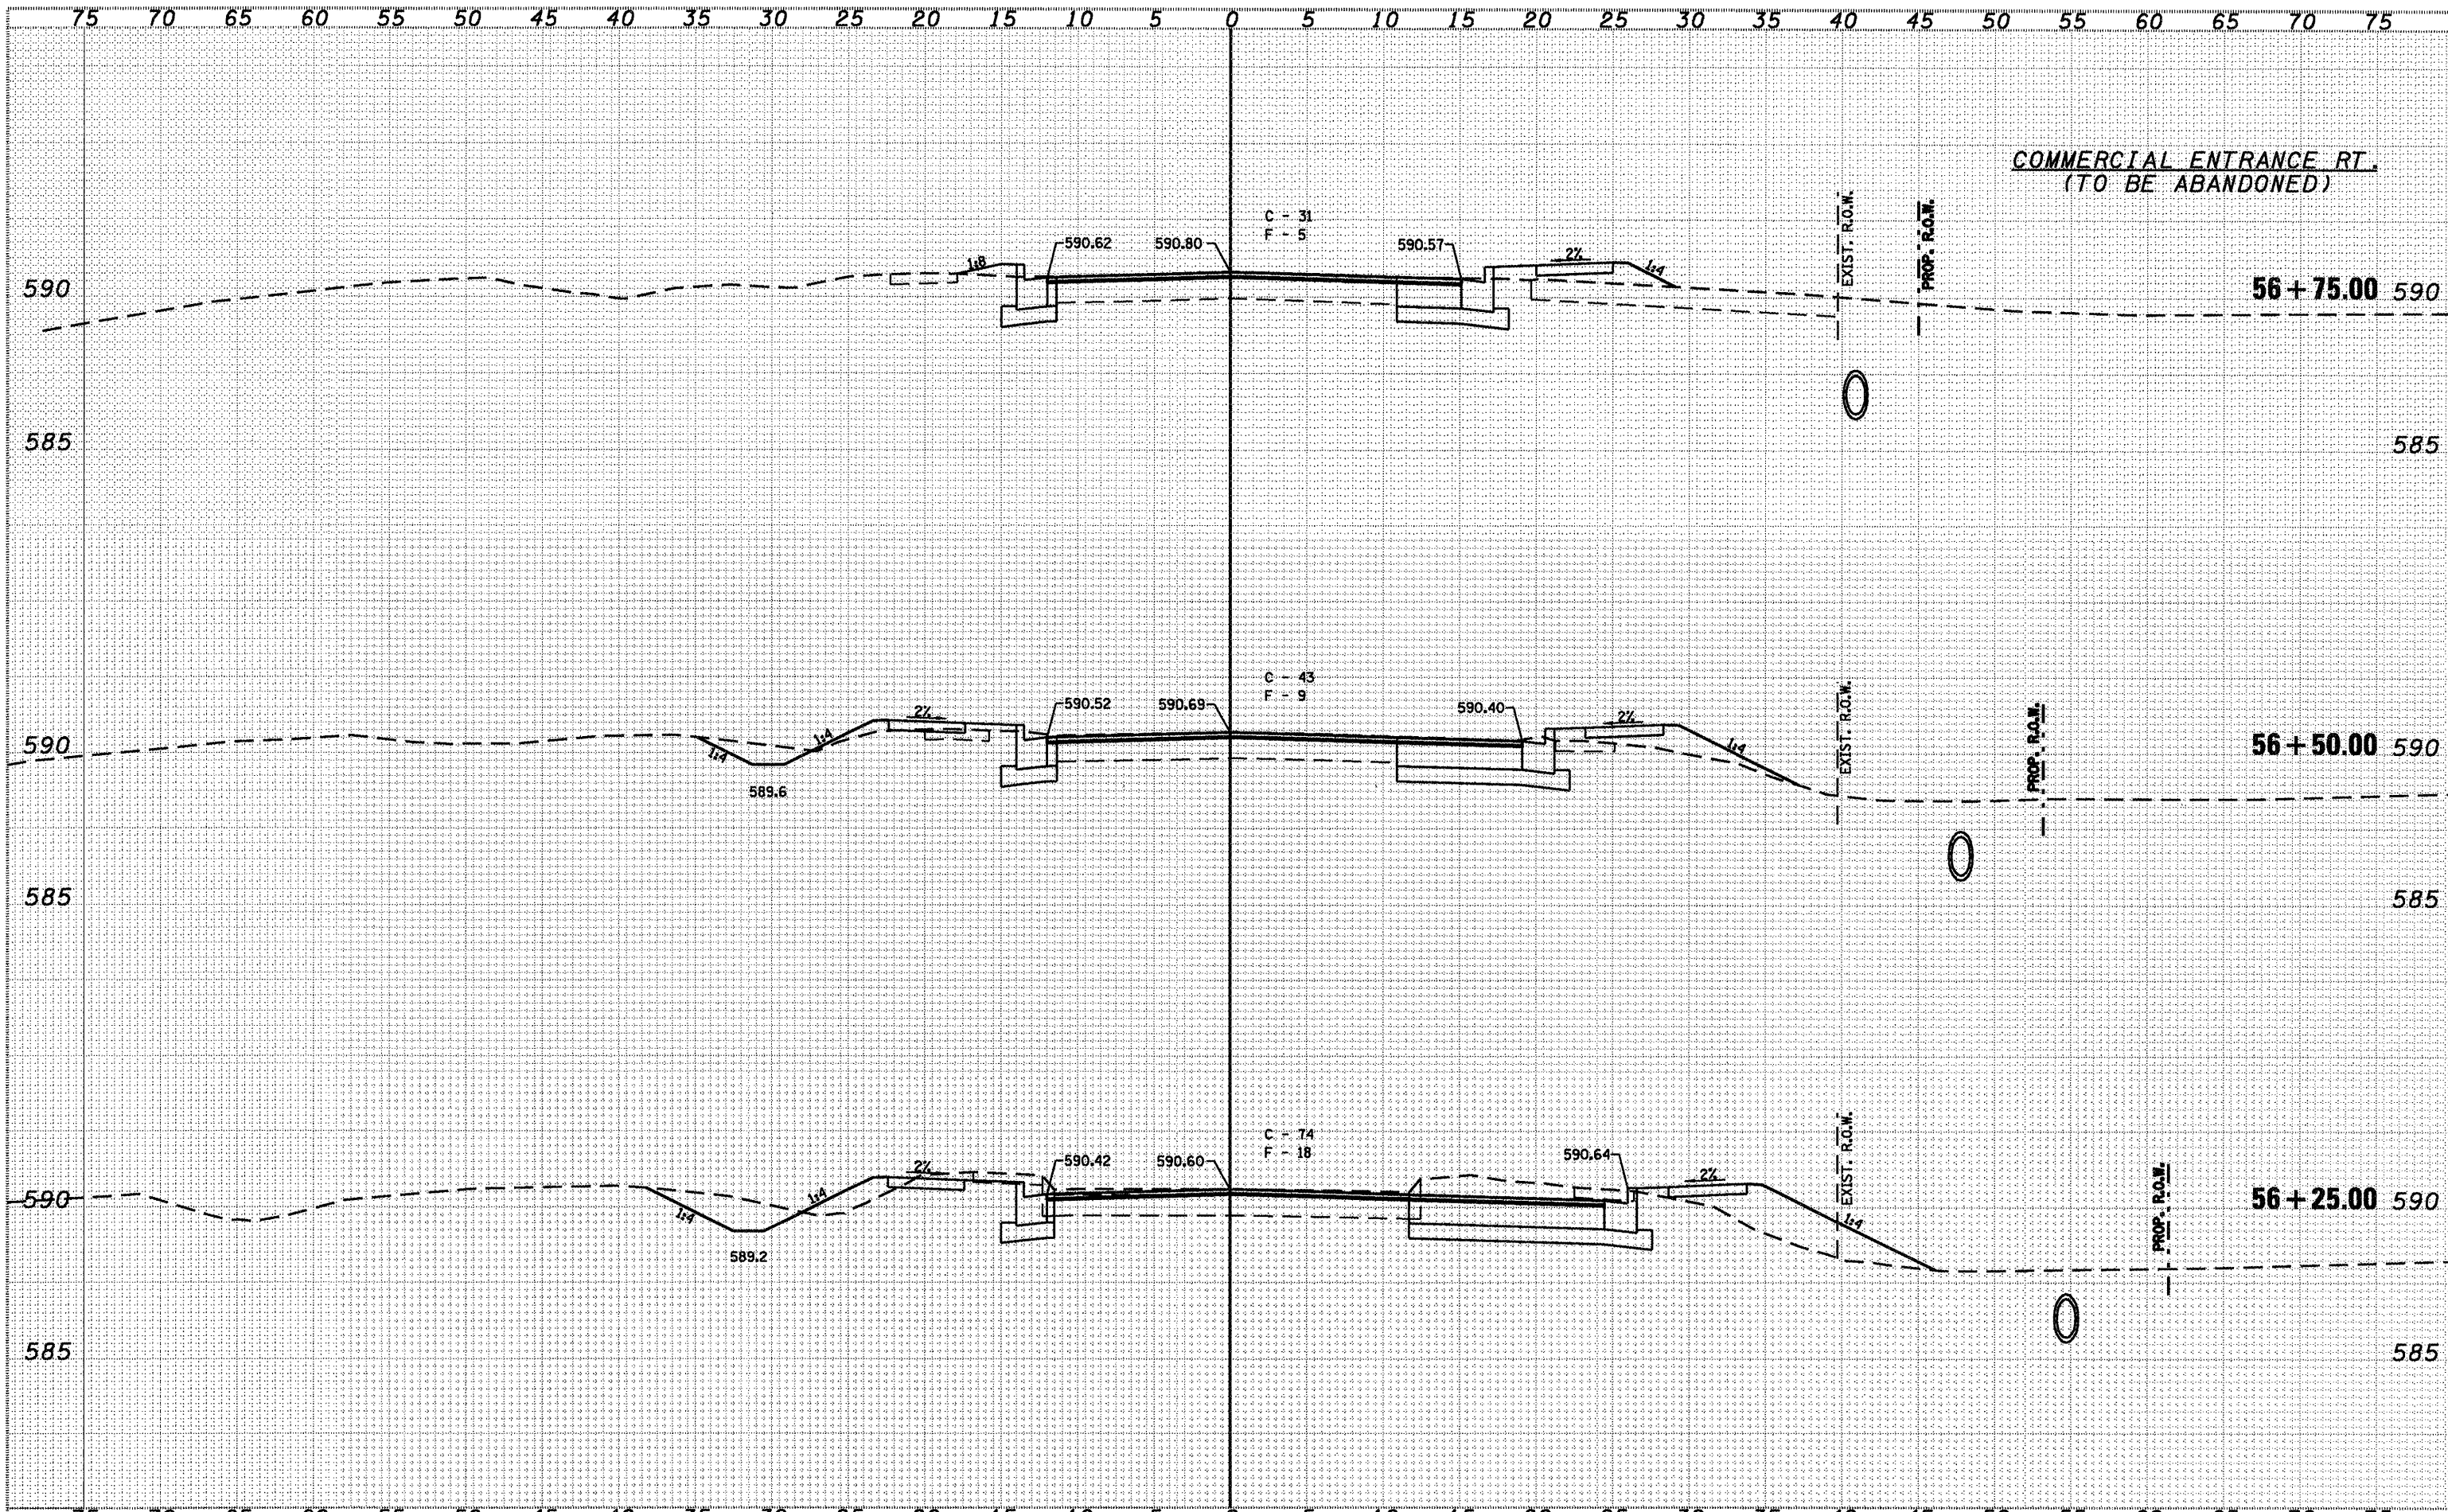 75 70 65 60 55 50 45 40 35 30 25 20 15 10 5 0 5 10 15 20 25 30 35 40 45 50 55 60 65 70 75
COMMERCIAL ENTRANCE RT.
(TO BE ABANDONED)
EXIST. R.O.W.
PROP. R.O.W.
C - 31
F - 5
590.62
590.80
590.57
2%
1:8
1:4
590
56+75.00 590
585
585
C - 43
F - 9
590.52
590.69
590.40
2%
2%
1:4
1:4
1:4
589.6
EXIST. R.O.W.
PROP. R.O.W.
590
56+50.00 590
585
585
C - 74
F - 18
590.42
590.60
590.64
2%
2%
1:4
1:4
1:4
589.2
EXIST. R.O.W.
PROP. R.O.W.
590
56+25.00 590
585
585